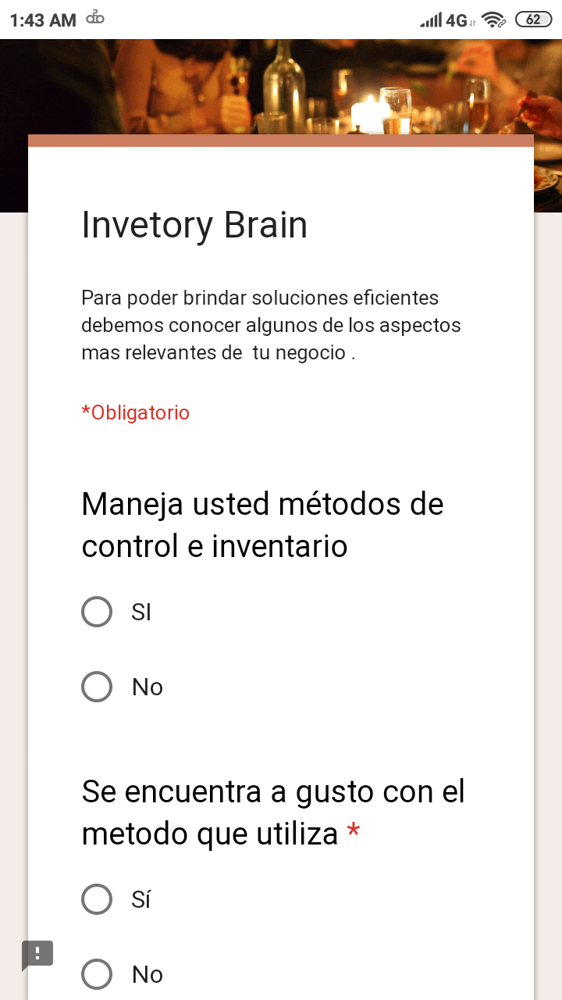 1:43 AM 4G 62
Invetory Brain
Para poder brindar soluciones eficientes
debemos conocer algunos de los aspectos
mas relevantes de  tu negocio .
*Obligatorio
Maneja usted métodos de
control e inventario
SI
No
Se encuentra a gusto con el
metodo que utiliza *
Sí
No